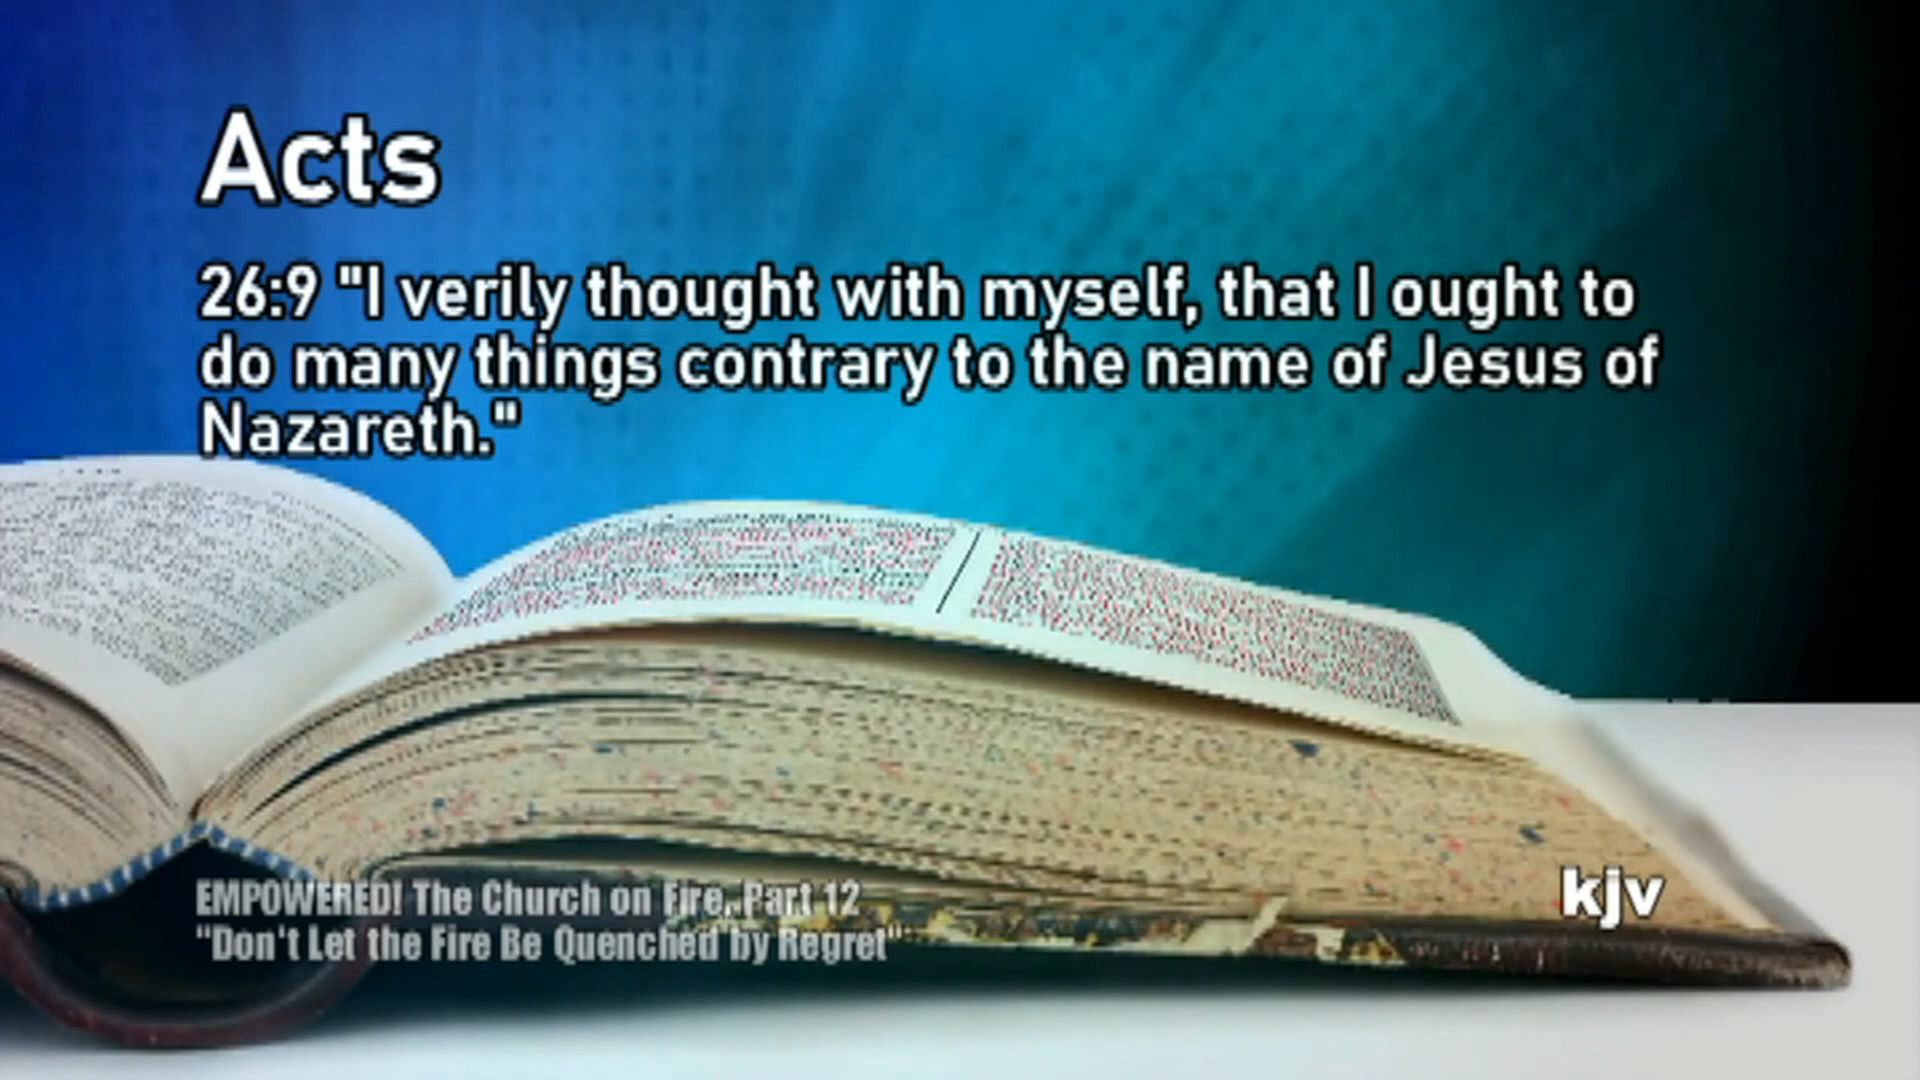 Acts
26:9 "I verily thought with myself, that I ought to
do many things contrary to the name of Jesus of
Nazareth."
kjv
EMPOWERED! The Church on Fire, Part 12
"Don't Let the Fire Be Quenched by Regret"